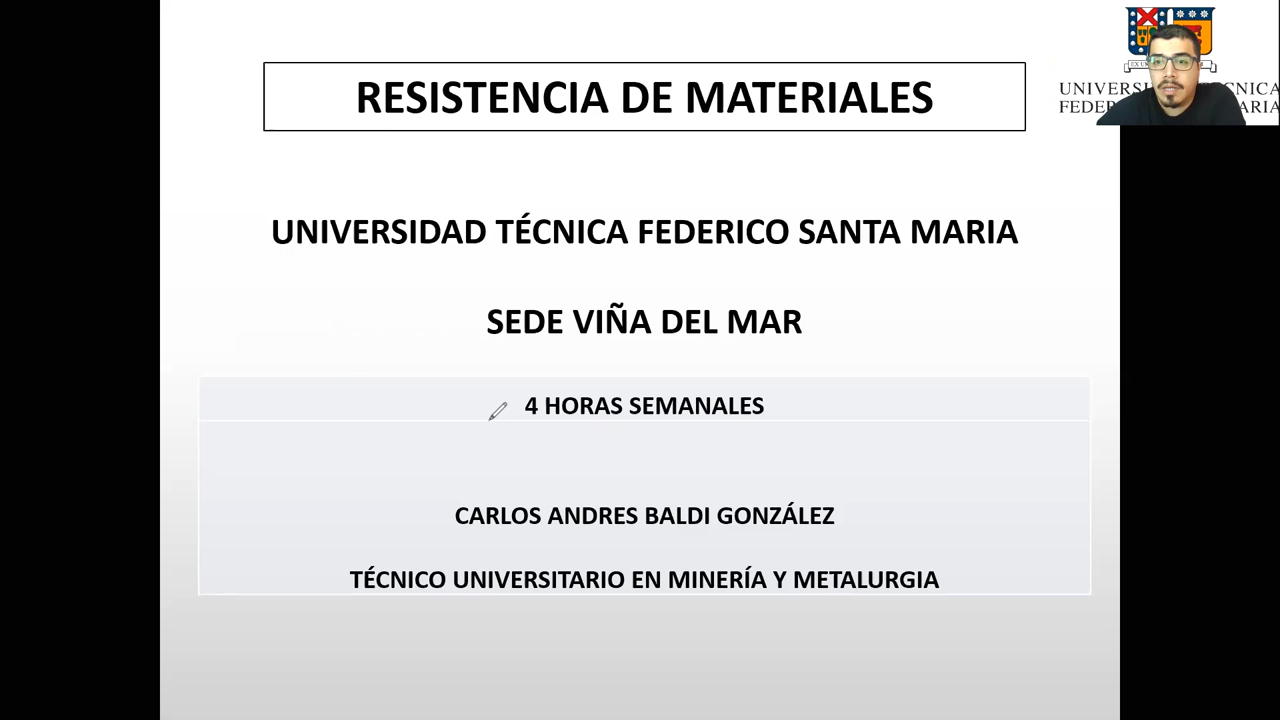 RESISTENCIA DE MATERIALES
UNIVERSIDAD TÉCNICA FEDERICO SANTA MARIA
SEDE VIÑA DEL MAR
4 HORAS SEMANALES
CARLOS ANDRES BALDI GONZÁLEZ
TÉCNICO UNIVERSITARIO EN MINERÍA Y METALURGIA